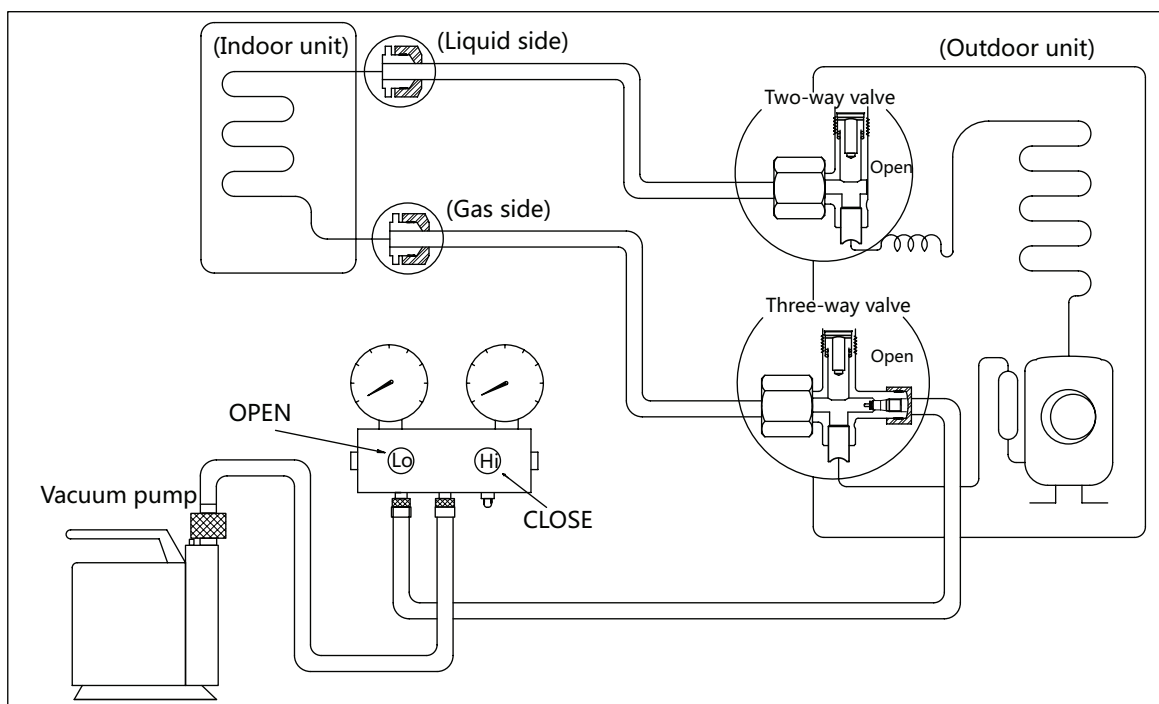 (Indoor unit)
(Liquid side)
(Outdoor unit)
Two-way valve
Open
(Gas side)
Three-way valve
Open
OPEN
Lo
Hi
Vacuum pump
CLOSE